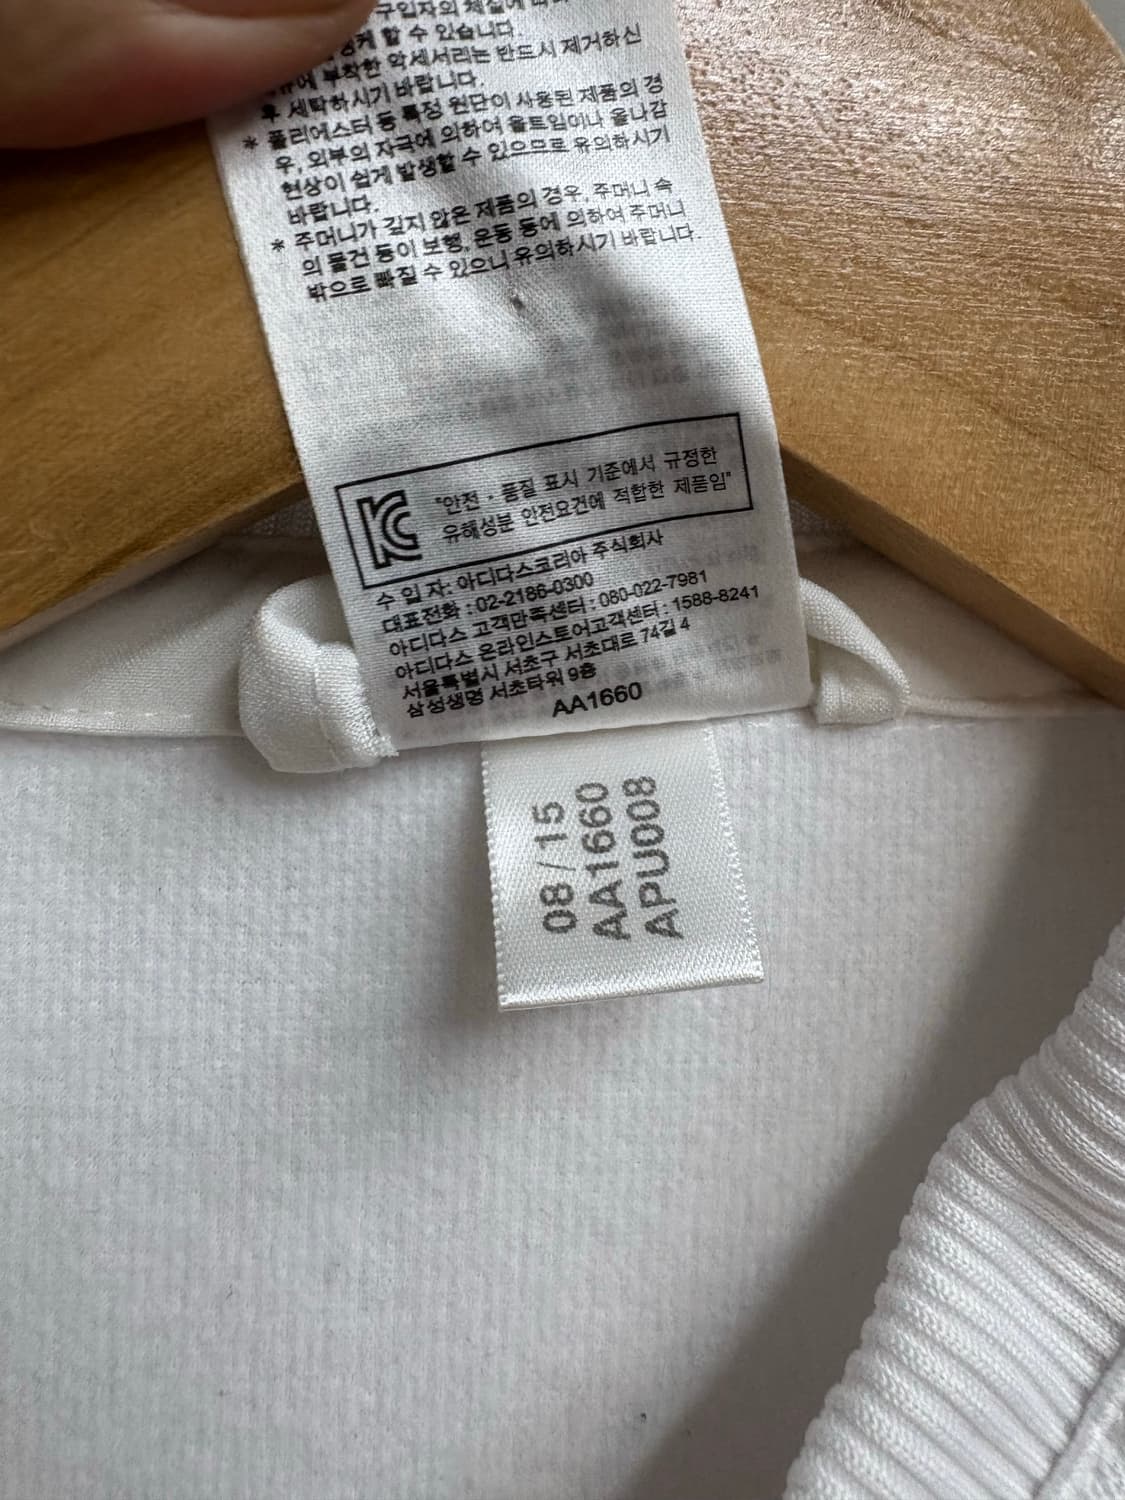 구입자의 체질에 따라
할 수 있습니다.
부착한 악세서리는 반드시 제거하신
후 세탁하시기 바랍니다.
* 폴리에스터 등 특정 원단이 사용된 제품의 경
우, 외부의 자극에 의하여 올트임이나 올나감
현상이 쉽게 발생할 수 있으므로 유의하시기
바랍니다.
* 주머니가 깊지 않은 제품의 경우, 주머니 속
의 물건 등이 보행, 운동 등에 의하여 주머니
밖으로 빠질 수 있으니 유의하시기 바랍니다.
"안전 · 품질 표시 기준에서 규정한
유해성분 안전요건에 적합한 제품임"
수 입 자: 아디다스코리아 주식회사
대표전화 : 02-2186-0300
아디다스 고객만족센터 : 080-022-7981
아디다스 온라인스토어고객센터 : 1588-8241
서울특별시 서초구 서초대로 74길 4
삼성생명 서초타워 9층
AA1660
08/15
AA1660
APU008